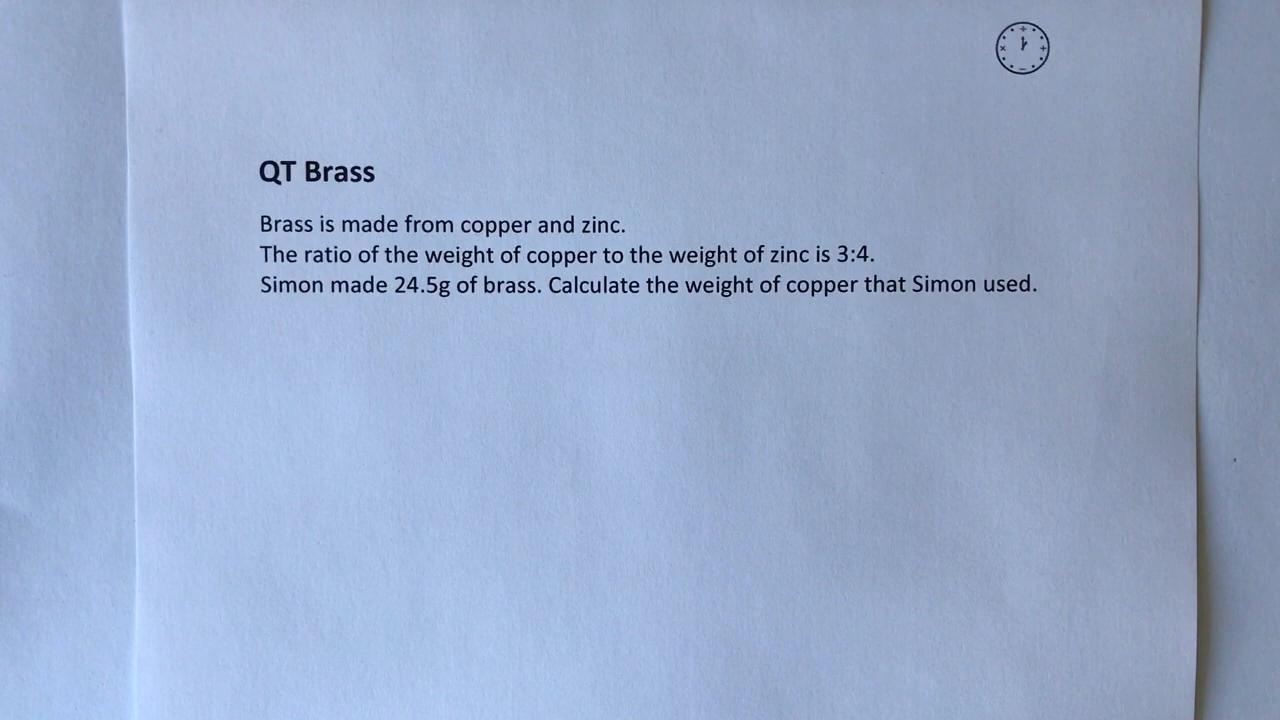 QT Brass
Brass is made from copper and zinc.
The ratio of the weight of copper to the weight of zinc is 3:4.
Simon made 24.5g of brass. Calculate the weight of copper that Simon used.